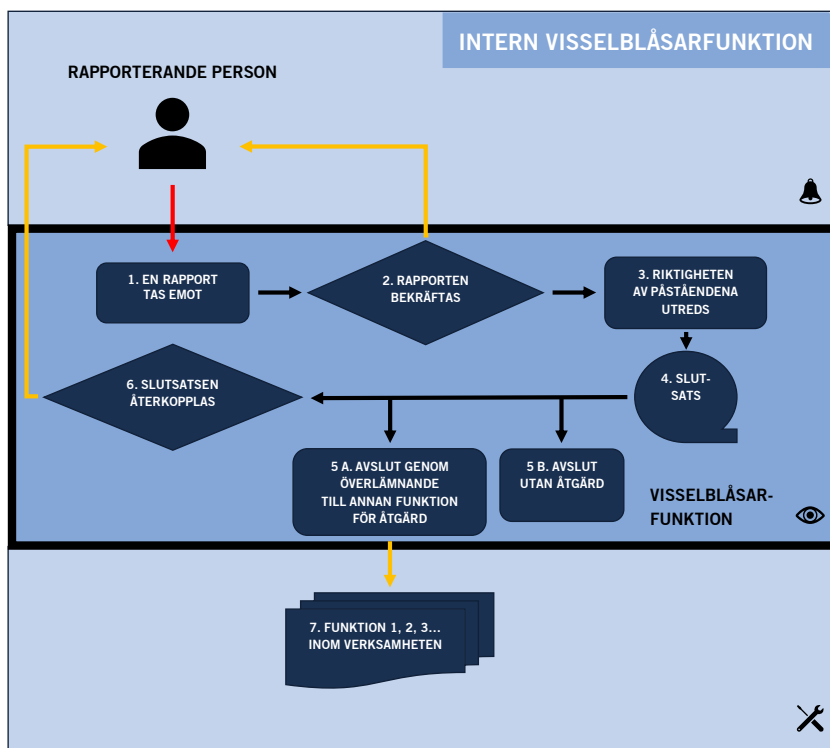 INTERN VISSELBLÅSARFUNKTION
RAPPORTERANDE PERSON
1. EN RAPPORT
TAS EMOT
2. RAPPORTEN
BEKRÄFTAS
3. RIKTIGHETEN
AV PÅSTÅENDENA
UTREDS
4. SLUT-
SATS
6. SLUTSATSEN
ÅTERKOPPLAS
5 A. AVSLUT GENOM
ÖVERLÄMNANDE
TILL ANNAN FUNKTION
FÖR ÅTGÄRD
5 B. AVSLUT
UTAN ÅTGÄRD
VISSELBLÅSAR-
FUNKTION
7. FUNKTION 1, 2, 3...
INOM VERKSAMHETEN